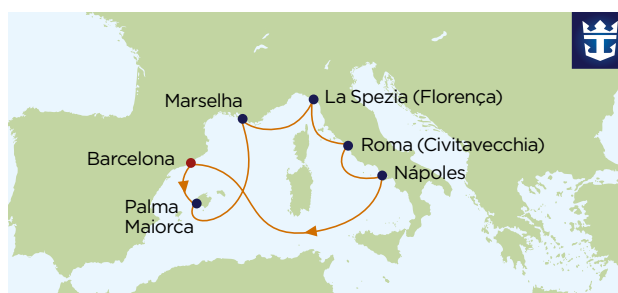 La Spezia (Florença)
Marselha
Roma (Civitavecchia)
Barcelona
Nápoles
Palma
Maiorca